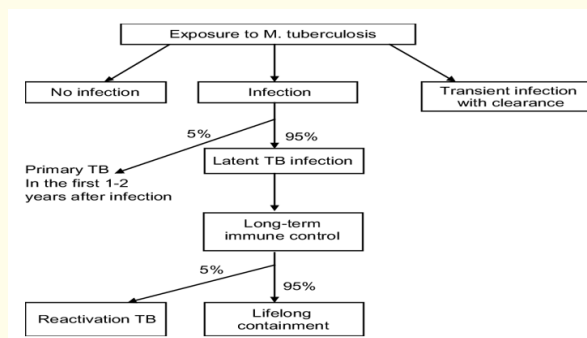 Exposure to M. tuberculosis
No infection
Infection
Transient infection
with clearance
5%
95%
Primary TB
In the first 1-2
years after infection
Latent TB infection
Long-term
immune control
5%
95%
Reactivation TB
Lifelong
containment